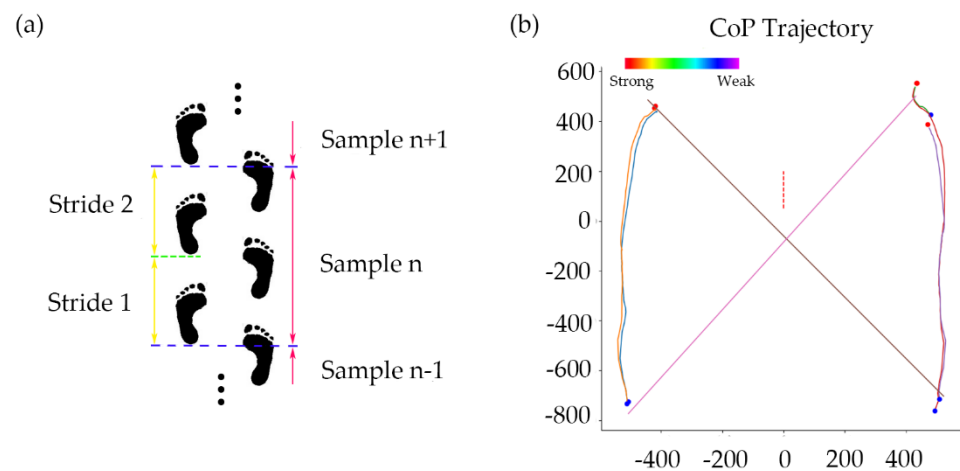 (a)
Sample n+1
Stride 2
Sample n
Stride 1
Sample n-1
(b)
CoP Trajectory
Strong
Weak
600
400
200
0
-200
-400
-600
-800
-400
-200
0
200
400